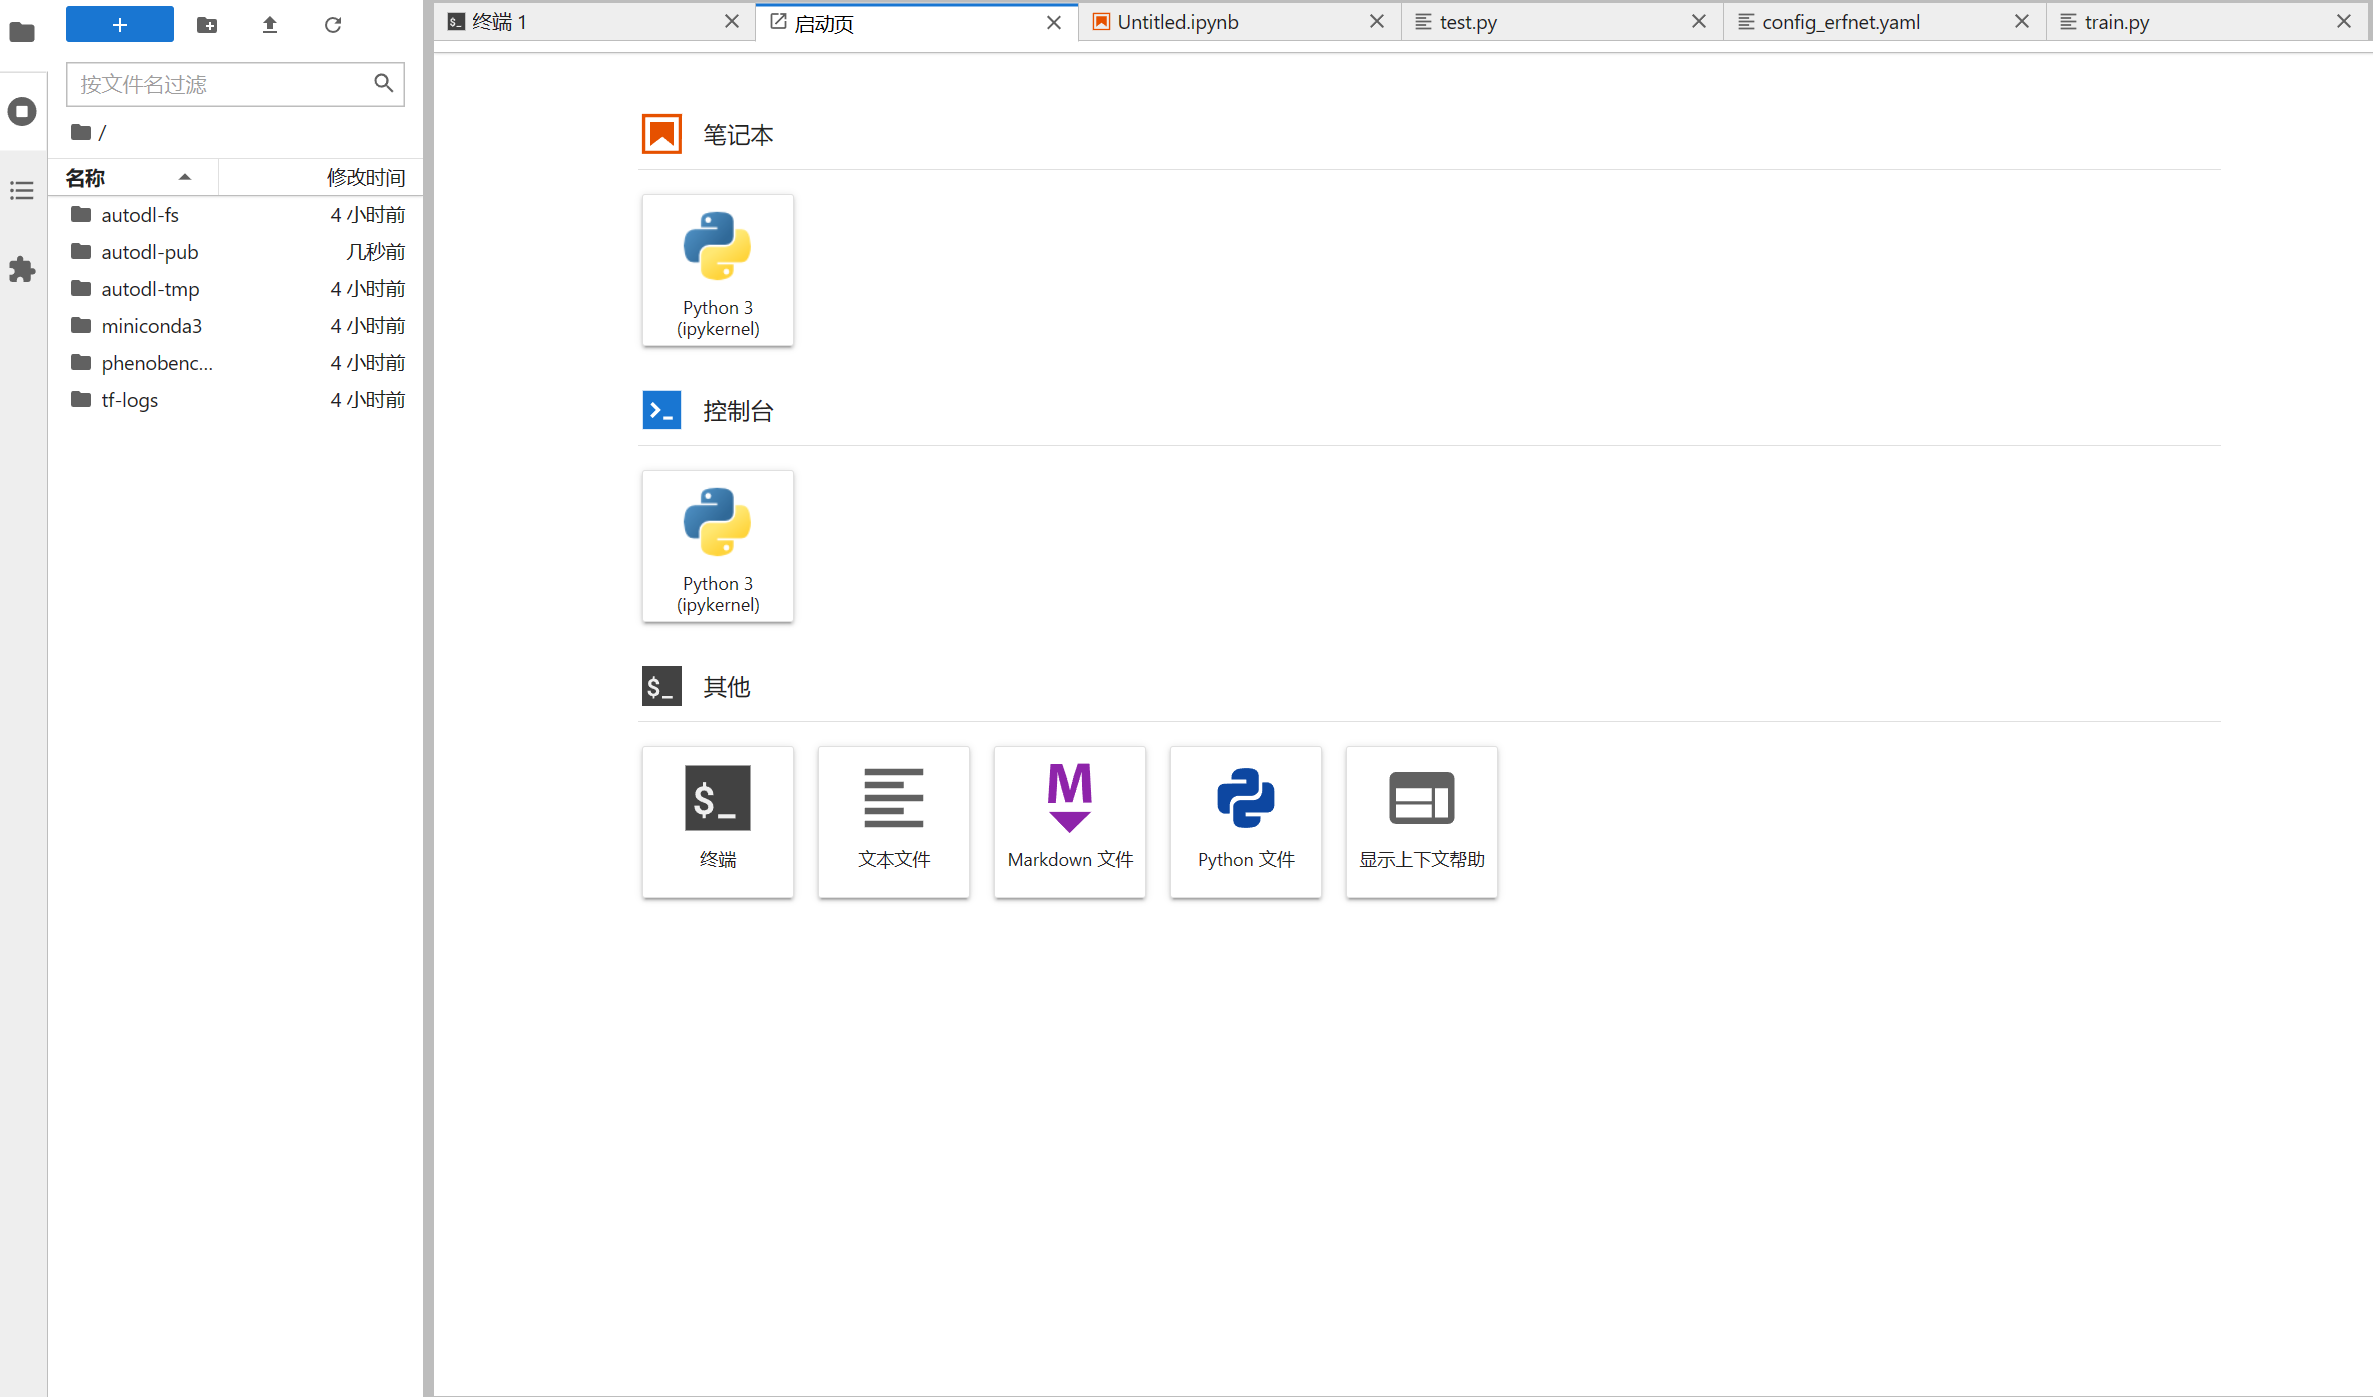 终端 1
启动页
Untitled.ipynb
test.py
config_erfnet.yaml
train.py
按文件名过滤
/
名称 修改时间
autodl-fs 4 小时前
autodl-pub 几秒前
autodl-tmp 4 小时前
miniconda3 4 小时前
phenobenc... 4 小时前
tf-logs 4 小时前
笔记本
Python 3
(ipykernel)
控制台
Python 3
(ipykernel)
$_ 其他
$_
终端
文本文件
M
Markdown 文件
Python 文件
显示上下文帮助